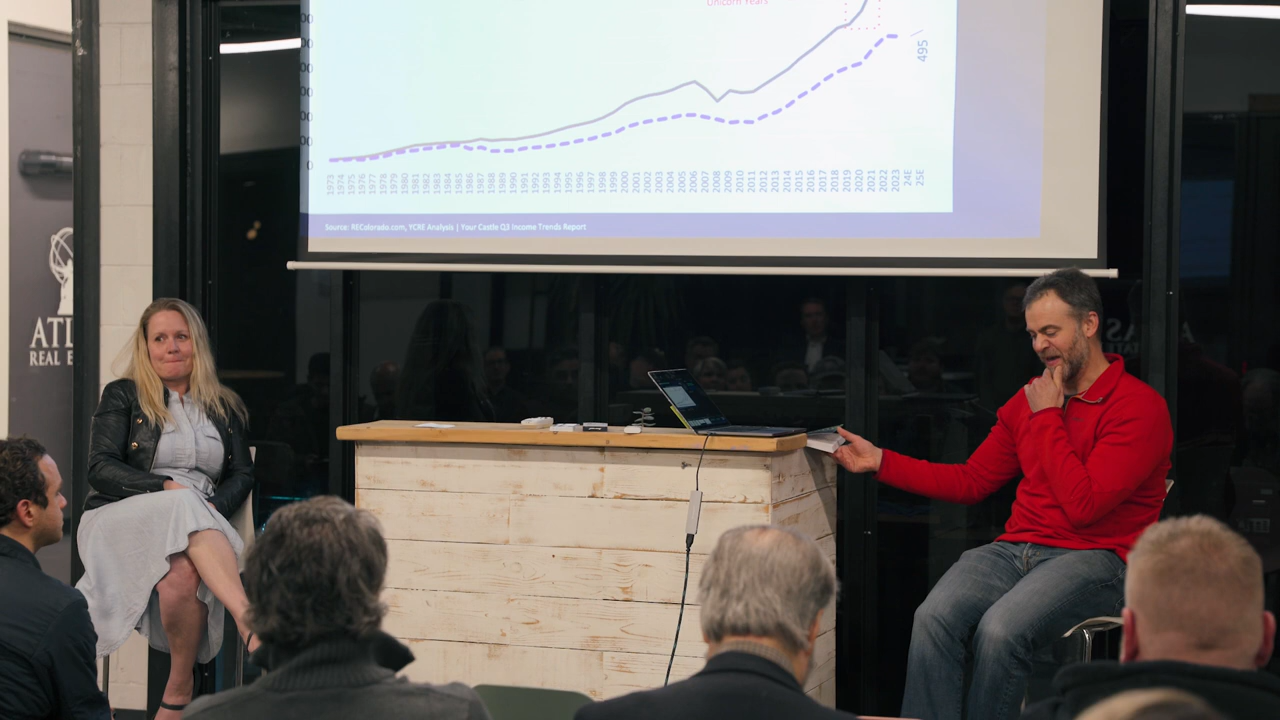 Unicorn Years
495
1973 1974 1975 1976 1977 1978 1979 1980 1981 1982 1983 1984 1985 1986 1987 1988 1989 1990 1991 1992 1993 1994 1995 1996 1997 1998 1999 2000 2001 2002 2003 2004 2005 2006 2007 2008 2009 2010 2011 2012 2013 2014 2015 2016 2017 2018 2019 2020 2021 2022 2023 24E 25E
Source: REColorado.com, YCRE Analysis | Your Castle Q3 Income Trends Report
ATL
REAL E